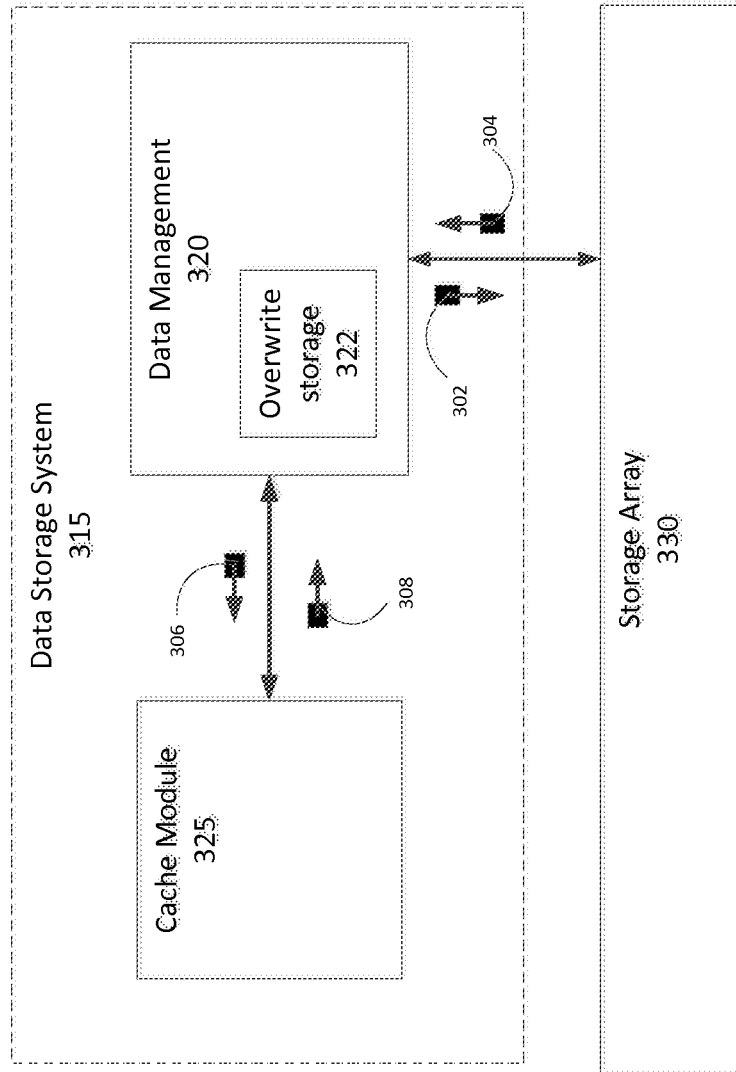 Data Storage System
315
Cache Module
325
306
308
Data Management
320
Overwrite
storage
322
302
304
Storage Array
330